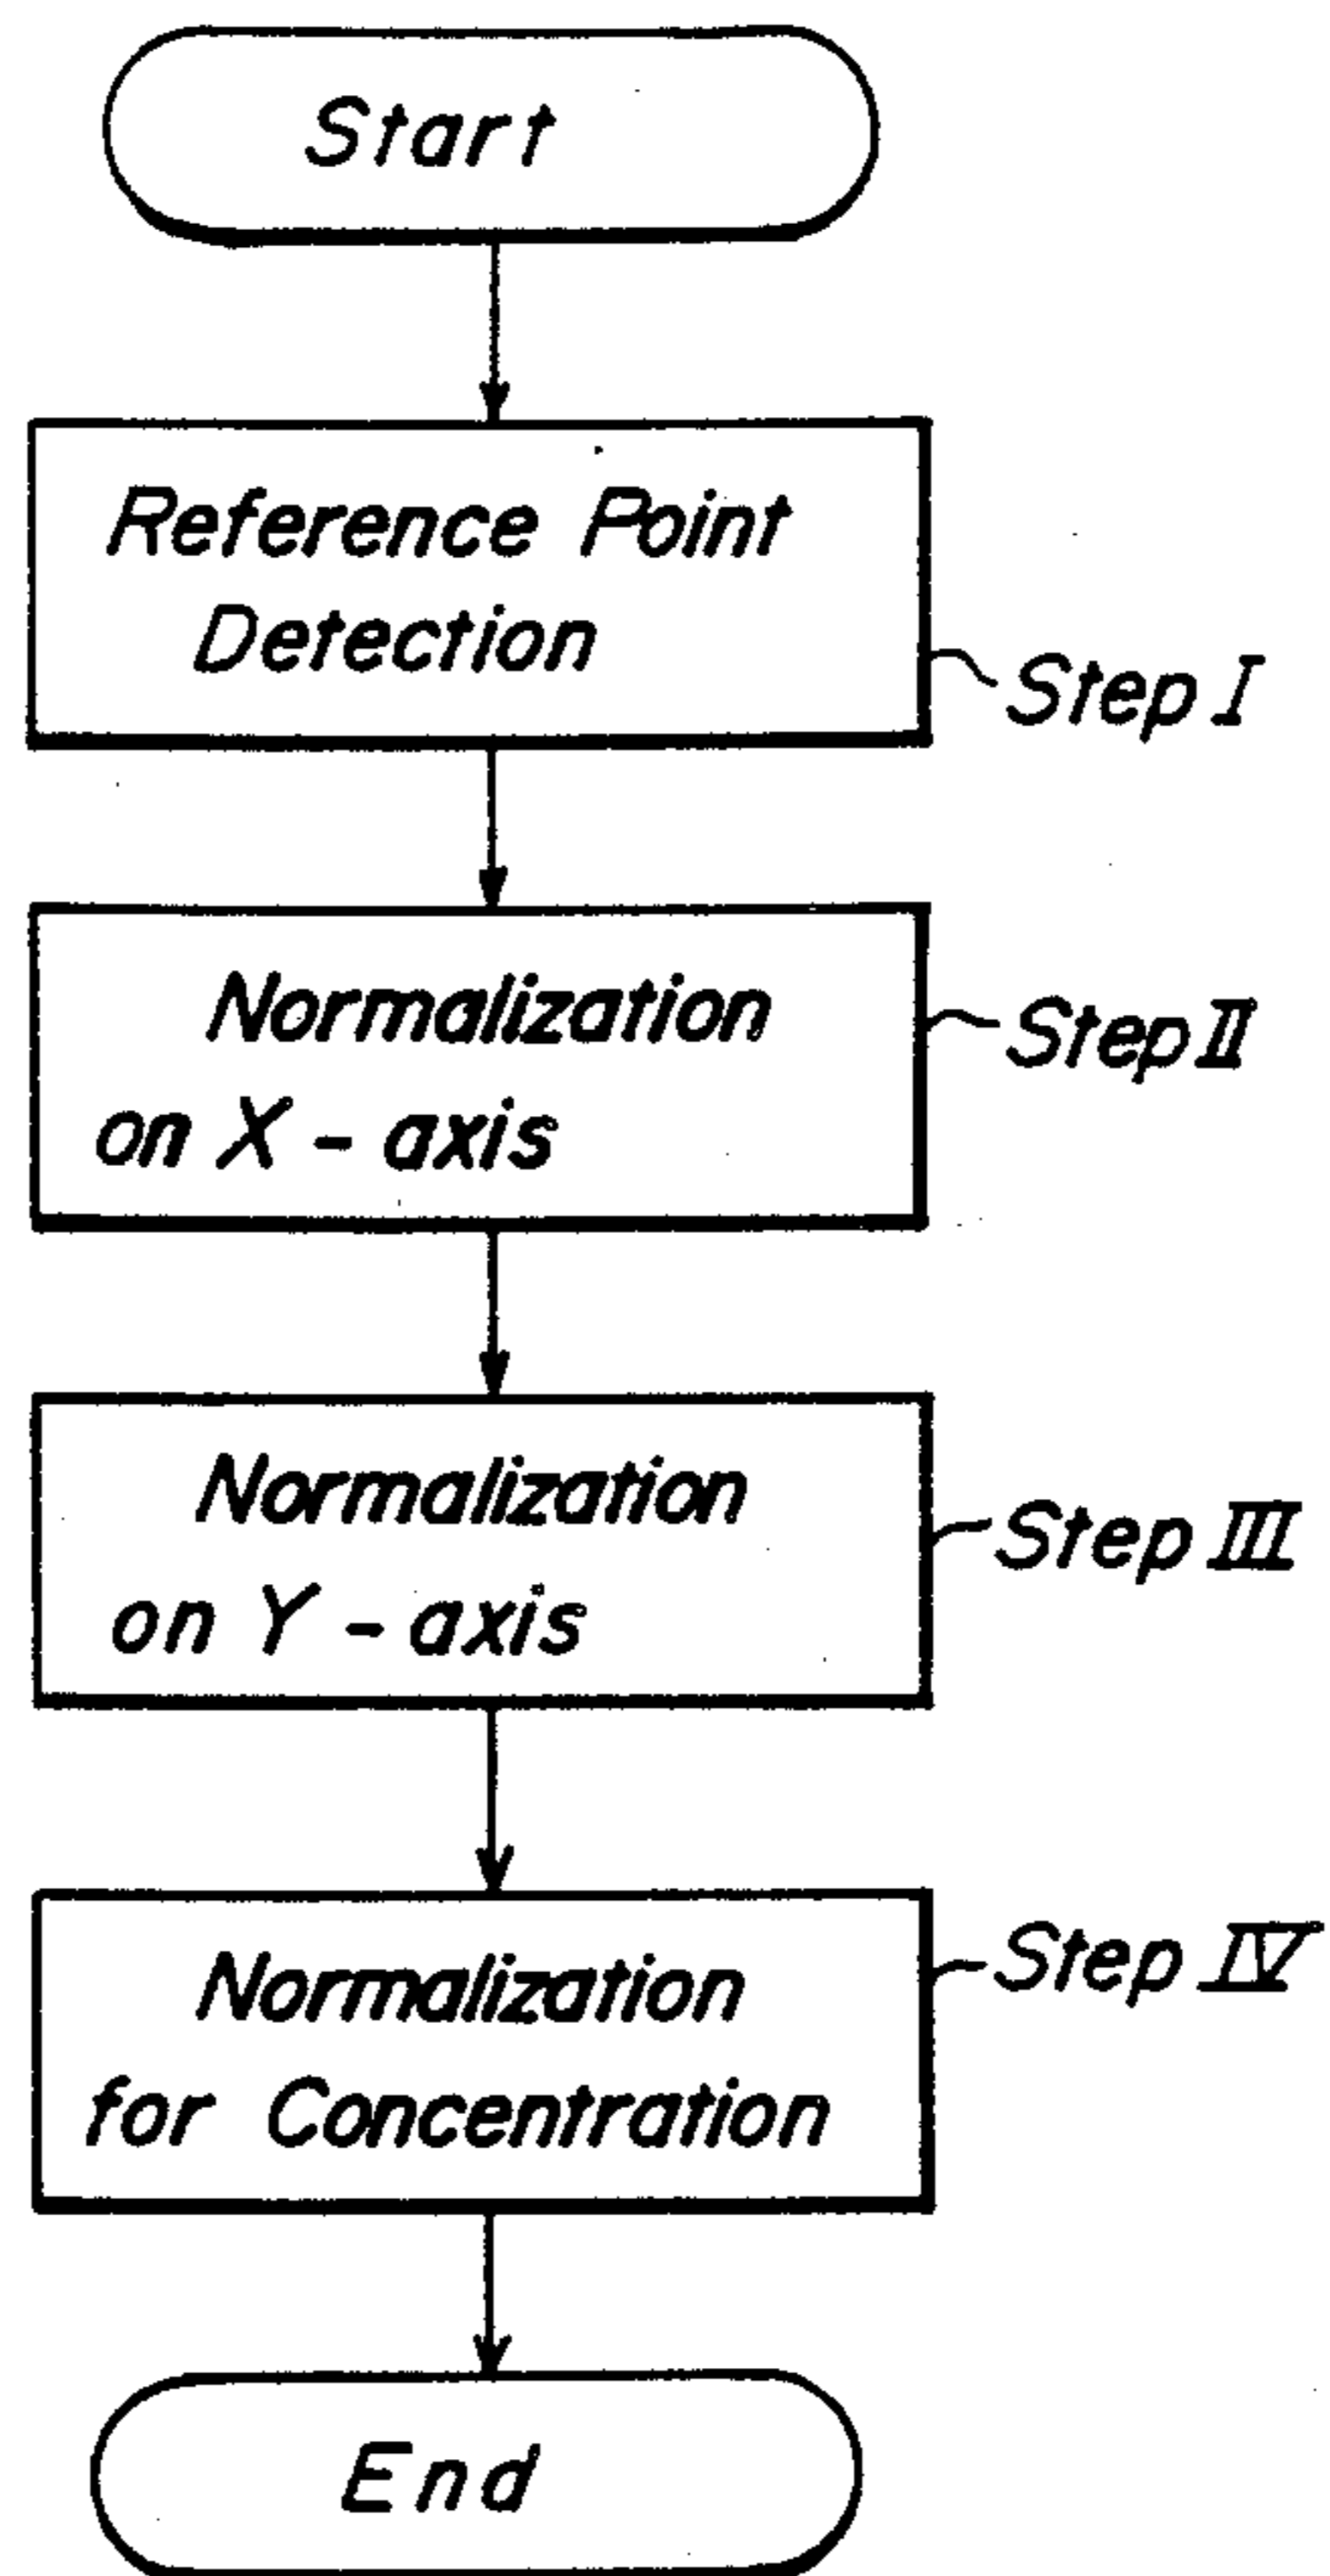 Start
Reference Point
Detection
Step I
Normalization
on X - axis
Step II
Normalization
on Y - axis
Step III
Normalization
for Concentration
Step IV
End